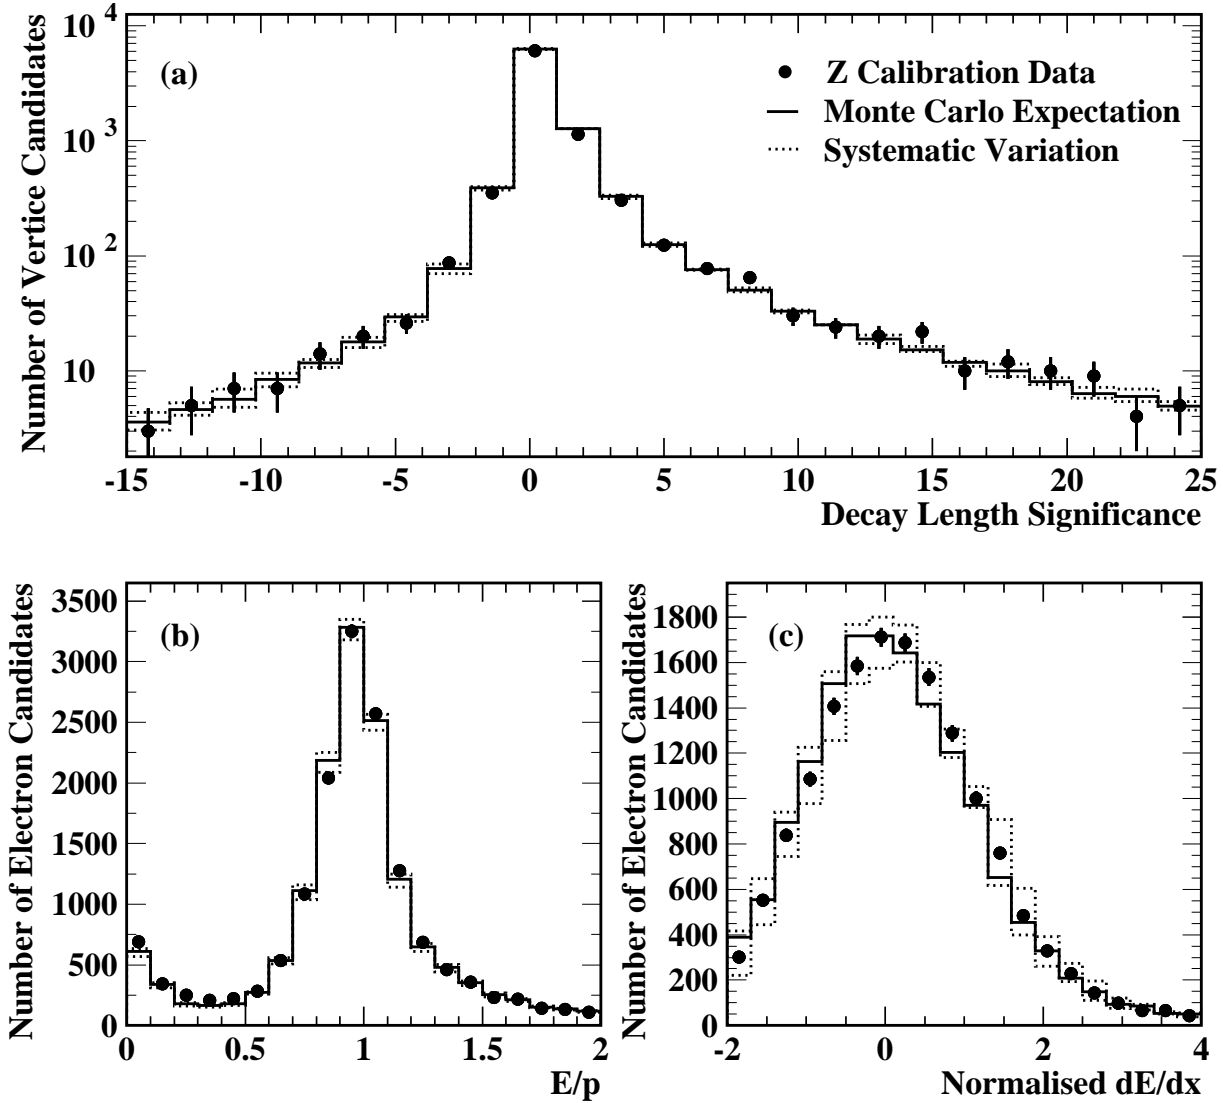 Number of Vertice Candidates
10 4
10 3
10 2
10
(a)
Z Calibration Data
Monte Carlo Expectation
Systematic Variation
-15 -10 -5 0 5 10 15 20 25
Decay Length Significance
Number of Electron Candidates
3500
3000
2500
2000
1500
1000
500
0
(b)
0 0.5 1 1.5 2
E/p
Number of Electron Candidates
1800
1600
1400
1200
1000
800
600
400
200
0
(c)
-2 0 2 4
Normalised dE/dx